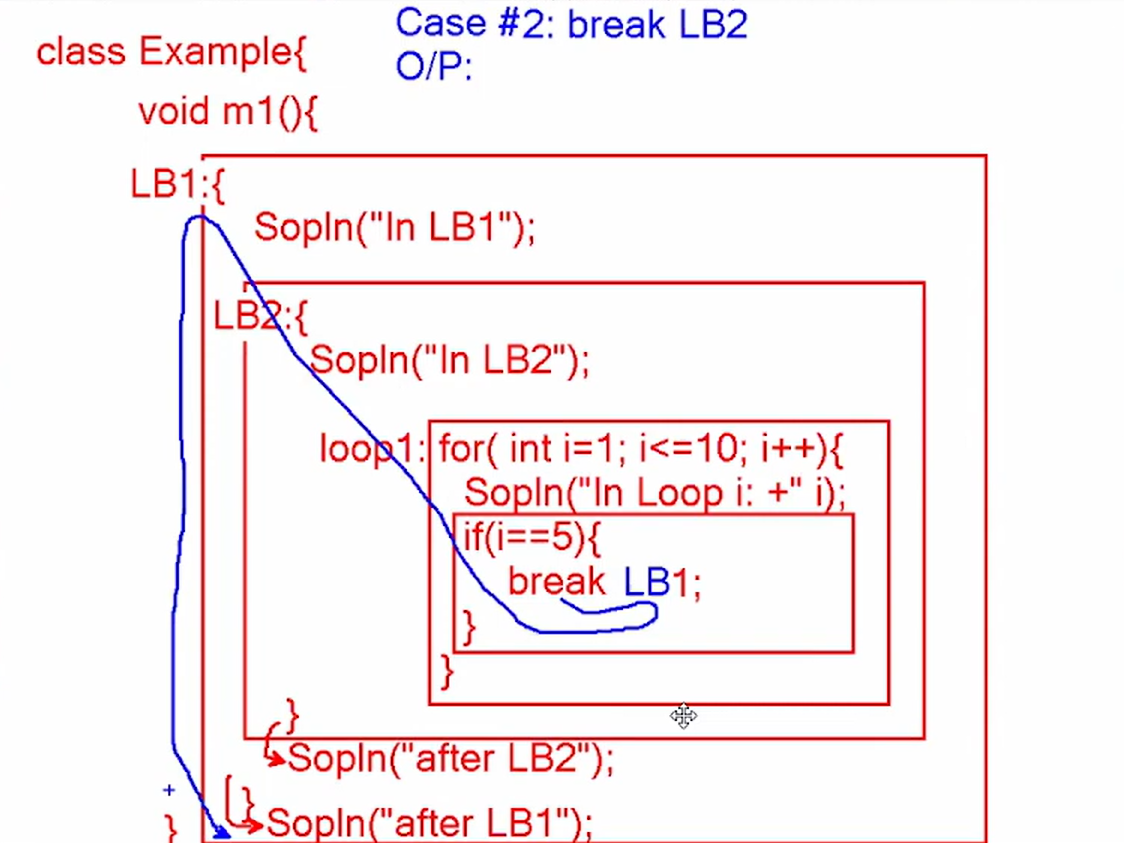 Case #2: break LB2
O/P:
class Example{
void m1(){
LB1:{
Sopln("In LB1");
LB2:{
Sopln("In LB2");
loop1: for( int i=1; i<=10; i++){
Sopln("In Loop i: +" i);
if(i==5){
break LB1;
}
}
}
Sopln("after LB2");
}
Sopln("after LB1");
}